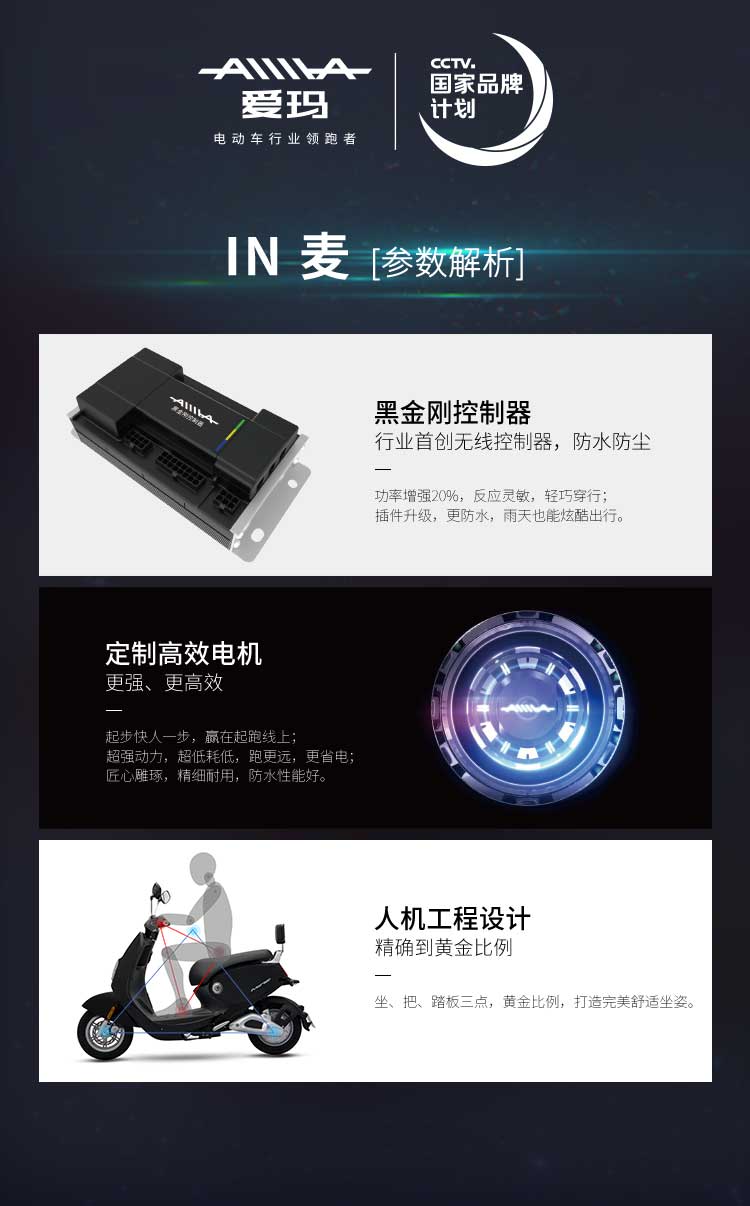 AIMA
爱玛
电动车行业领跑者
CCTV.
国家品牌
计划
IN 麦 [参数解析]
AIMA
黑金刚控制器
黑金刚控制器
行业首创无线控制器，防水防尘
功率增强20%，反应灵敏，轻巧穿行；
插件升级，更防水，雨天也能炫酷出行。
定制高效电机
更强、更高效
起步快人一步，赢在起跑线上；
超强动力，超低耗低，跑更远，更省电；
匠心雕琢，精细耐用，防水性能好。
AIMA
人机工程设计
精确到黄金比例
坐、把、踏板三点，黄金比例，打造完美舒适坐姿。